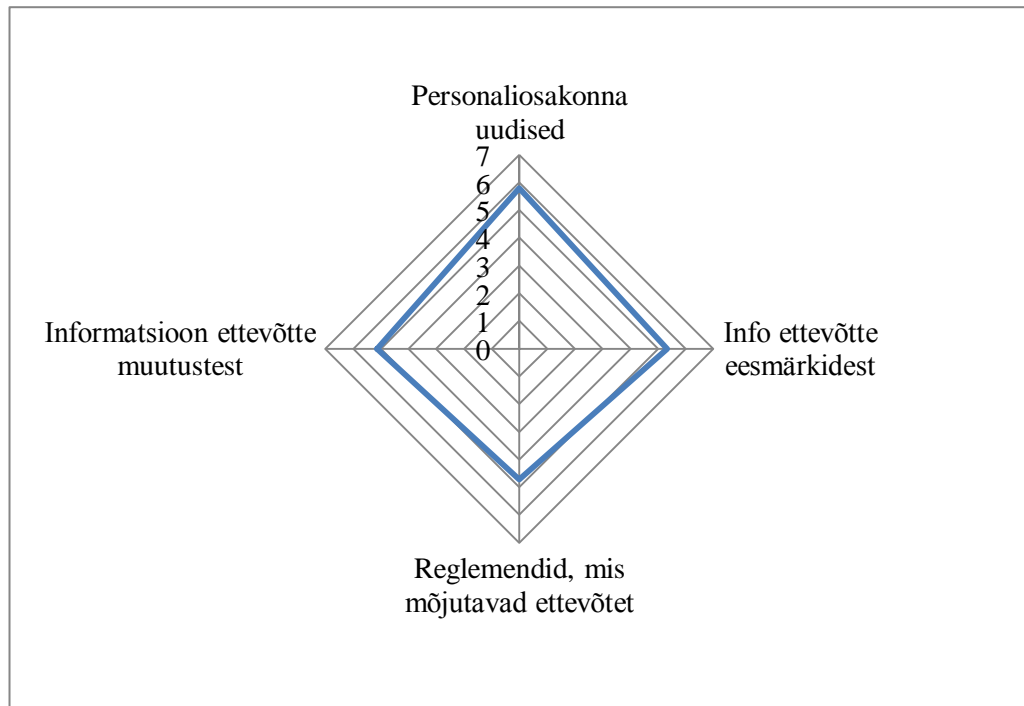 Personaliosakonna
uudised
7
6
5
4
3
2
1
0
Informatsioon ettevõtte
muutustest
Info ettevõtte
eesmärkidest
Reglemendid, mis
mõjutavad ettevõtet